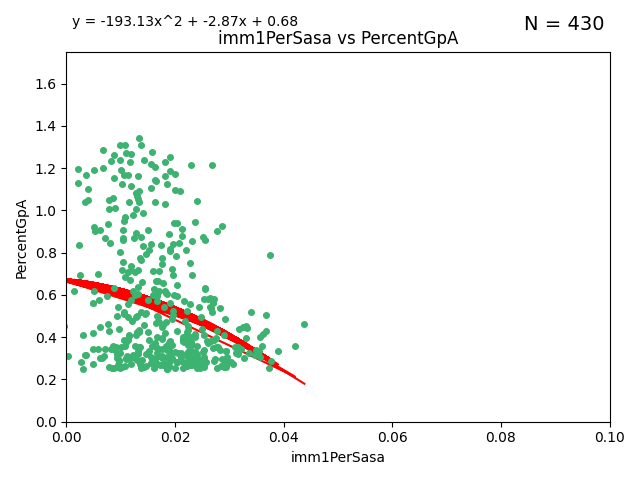 y = -193.13x^2 + -2.87x + 0.68
N = 430
imm1PerSasa vs PercentGpA
1.6
1.4
1.2
1.0
0.8
0.6
0.4
0.2
0.0
PercentGpA
0.00 0.02 0.04 0.06 0.08 0.10
imm1PerSasa